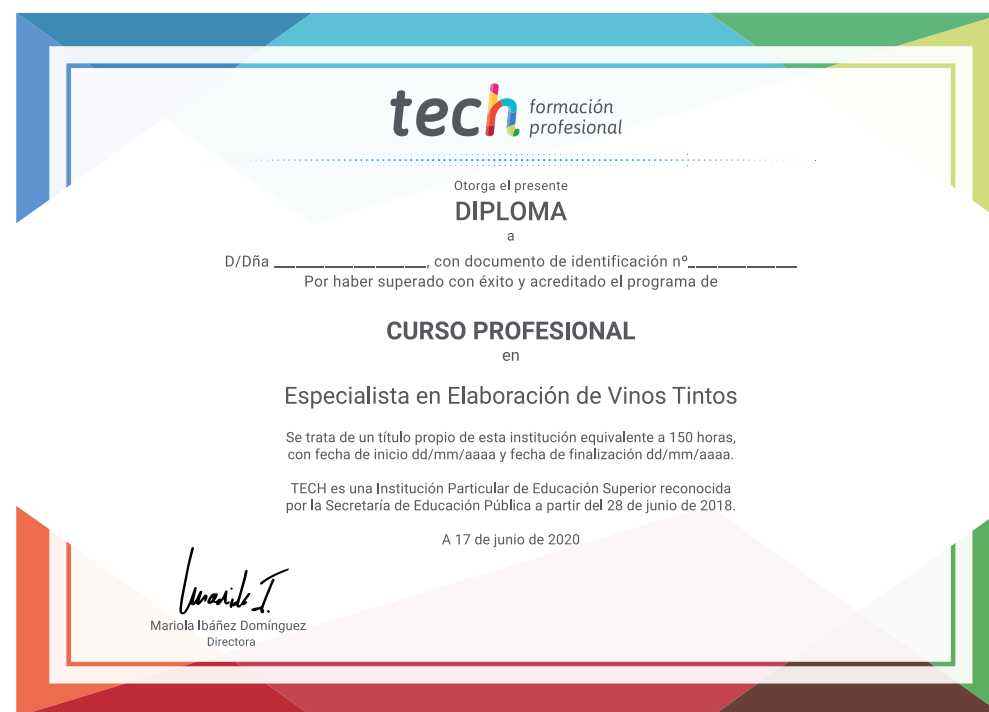 tech formación
profesional
Otorga el presente
DIPLOMA
a
D/Dña ______________, con documento de identificación nº__________
Por haber superado con éxito y acreditado el programa de
CURSO PROFESIONAL
en
Especialista en Elaboración de Vinos Tintos
Se trata de un título propio de esta institución equivalente a 150 horas,
con fecha de inicio dd/mm/aaaa y fecha de finalización dd/mm/aaaa.
TECH es una Institución Particular de Educación Superior reconocida
por la Secretaría de Educación Pública a partir del 28 de junio de 2018.
A 17 de junio de 2020
Mariola Ibáñez Domínguez
Directora